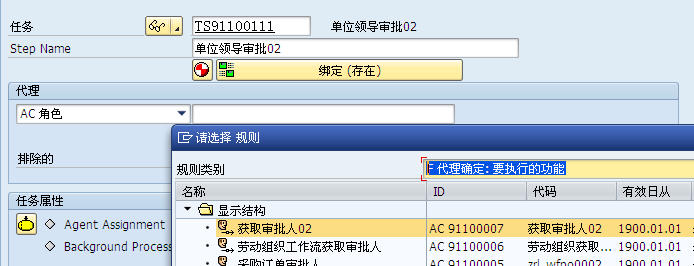 任务 TS91100111 单位领导审批02
Step Name 单位领导审批02
绑定 (存在)
代理
AC 角色
请选择 规则
排除的
规则类别 F 代理确定: 要执行的功能
名称 ID 代码 有效日从
任务属性
显示结构
Agent Assignment 获取审批人02 AC 91100007 获取审批人02 1900.01.01
Background Process 劳动组织工作流获取审批人 AC 91100006 劳动组织获取... 1900.01.01
采购订单审批人 AC 91100005 zrl_wfpo0002 1900.01.01